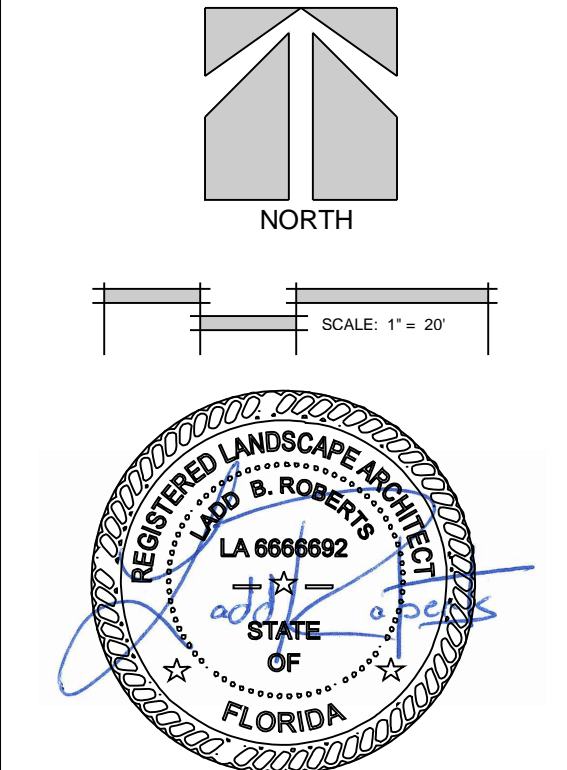 NORTH
SCALE: 1" = 20'
REGISTERED LANDSCAPE ARCHITECT
LADD B. ROBERTS
LA 6666692
STATE
OF
FLORIDA